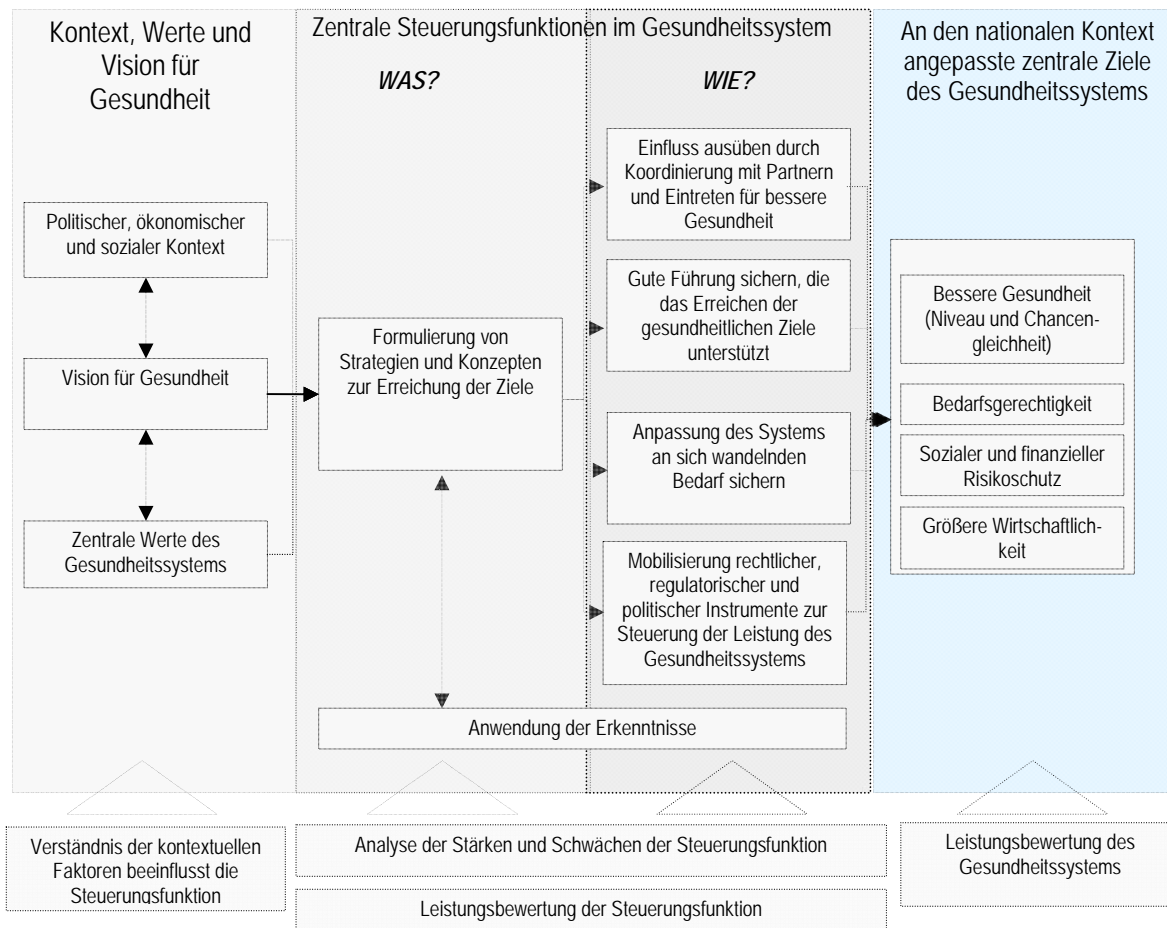 Kontext, Werte und
Vision für
Gesundheit
Politischer, ökonomischer
und sozialer Kontext
Vision für Gesundheit
Zentrale Werte des
Gesundheitssystems
Zentrale Steuerungsfunktionen im Gesundheitssystem
WAS?
Formulierung von
Strategien und Konzepten
zur Erreichung der Ziele
WIE?
Einfluss ausüben durch
Koordinierung mit Partnern
und Eintreten für bessere
Gesundheit
Gute Führung sichern, die
das Erreichen der
gesundheitlichen Ziele
unterstützt
Anpassung des Systems
an sich wandelnden
Bedarf sichern
Mobilisierung rechtlicher,
regulatorischer und
politischer Instrumente zur
Steuerung der Leistung des
Gesundheitssystems
Anwendung der Erkenntnisse
An den nationalen Kontext
angepasste zentrale Ziele
des Gesundheitssystems
Bessere Gesundheit
(Niveau und Chancen-
gleichheit)
Bedarfsgerechtigkeit
Sozialer und finanzieller
Risikoschutz
Größere Wirtschaftlich-
keit
Verständnis der kontextuellen
Faktoren beeinflusst die
Steuerungsfunktion
Analyse der Stärken und Schwächen der Steuerungsfunktion
Leistungsbewertung der Steuerungsfunktion
Leistungsbewertung des
Gesundheitssystems